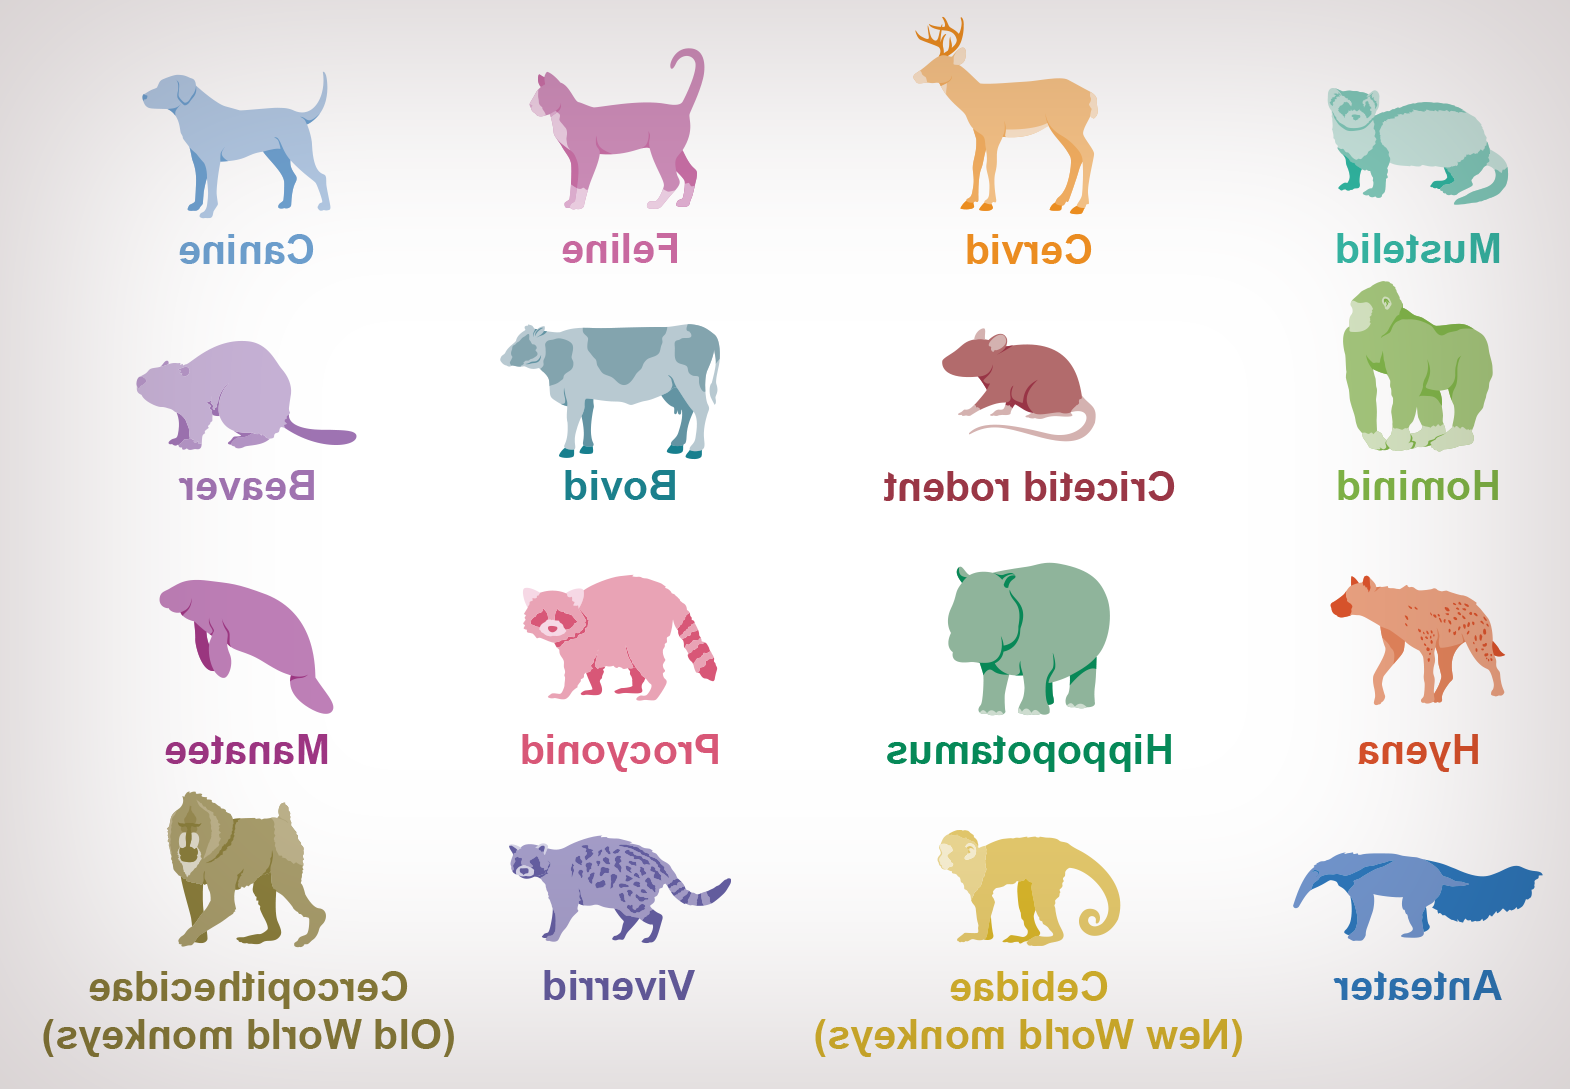 Canine
Feline
Cervid
Mustelid
Beaver
Bovid
Cricetid rodent
Hominid
Manatee
Procyonid
Hippopotamus
Hyena
Cercopithecidae
(Old World monkeys)
Viverrid
Cebidae
(New World monkeys)
Anteater